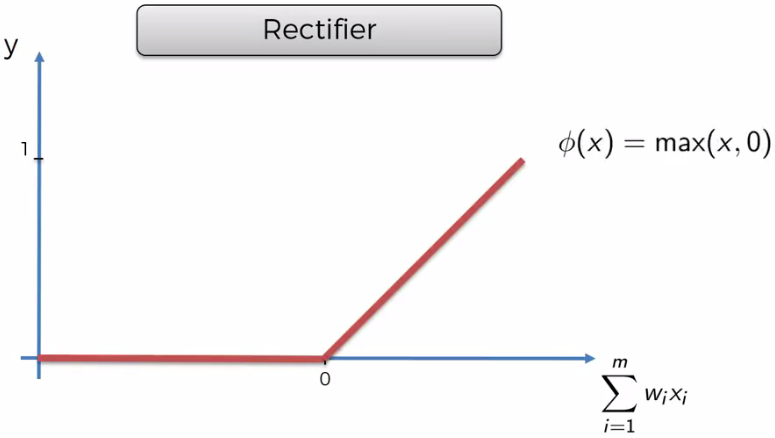 Rectifier
y
1
ϕ(x) = max(x, 0)
0
m
∑ wᵢxᵢ
i=1